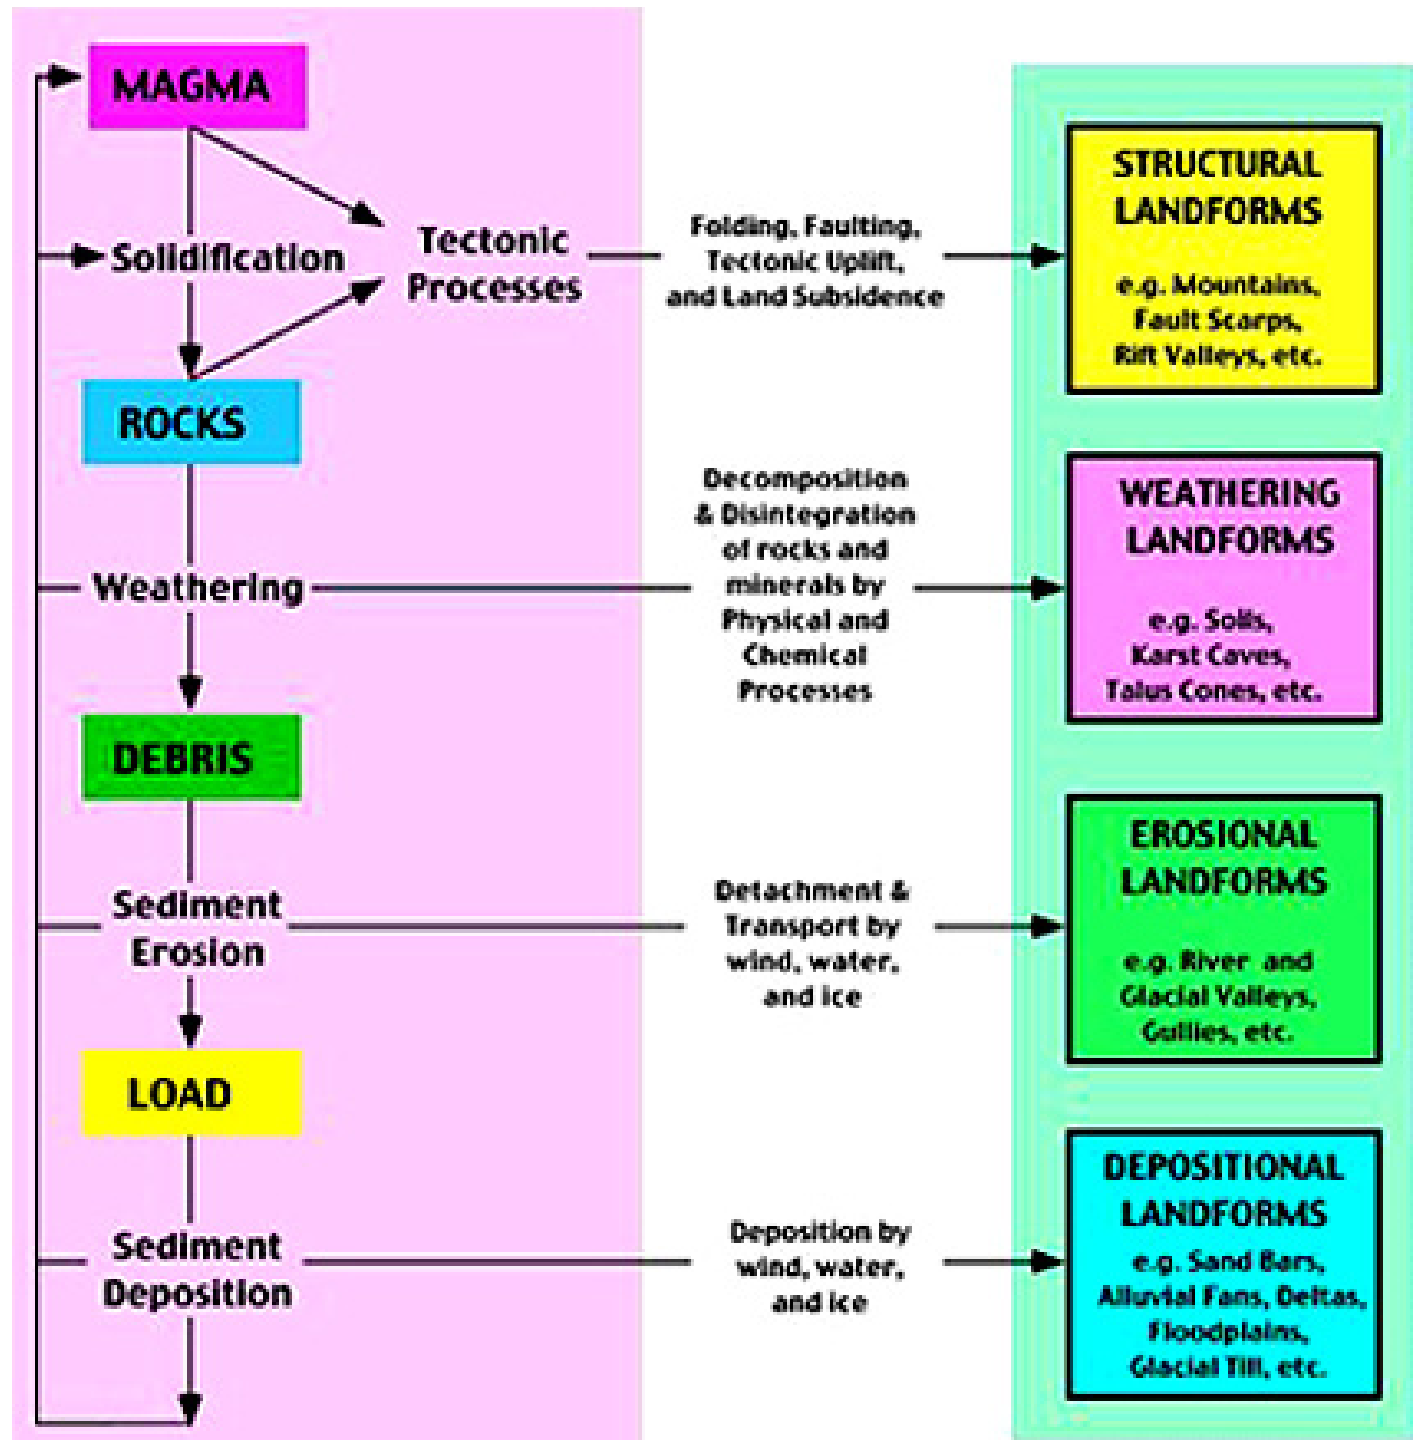 MAGMA
Solidification
Tectonic
Processes
Folding, Faulting,
Tectonic Uplift,
and Land Subsidence
STRUCTURAL
LANDFORMS
e.g. Mountains,
Fault Scarps,
Rift Valleys, etc.
ROCKS
Weathering
Decomposition
& Disintegration
of rocks and
minerals by
Physical and
Chemical
Processes
WEATHERING
LANDFORMS
e.g. Soils,
Karst Caves,
Talus Cones, etc.
DEBRIS
Sediment
Erosion
Detachment &
Transport by
wind, water,
and ice
EROSIONAL
LANDFORMS
e.g. River and
Glacial Valleys,
Gullies, etc.
LOAD
Sediment
Deposition
Deposition by
wind, water,
and ice
DEPOSITIONAL
LANDFORMS
e.g. Sand Bars,
Alluvial Fans, Deltas,
Floodplains,
Glacial Till, etc.